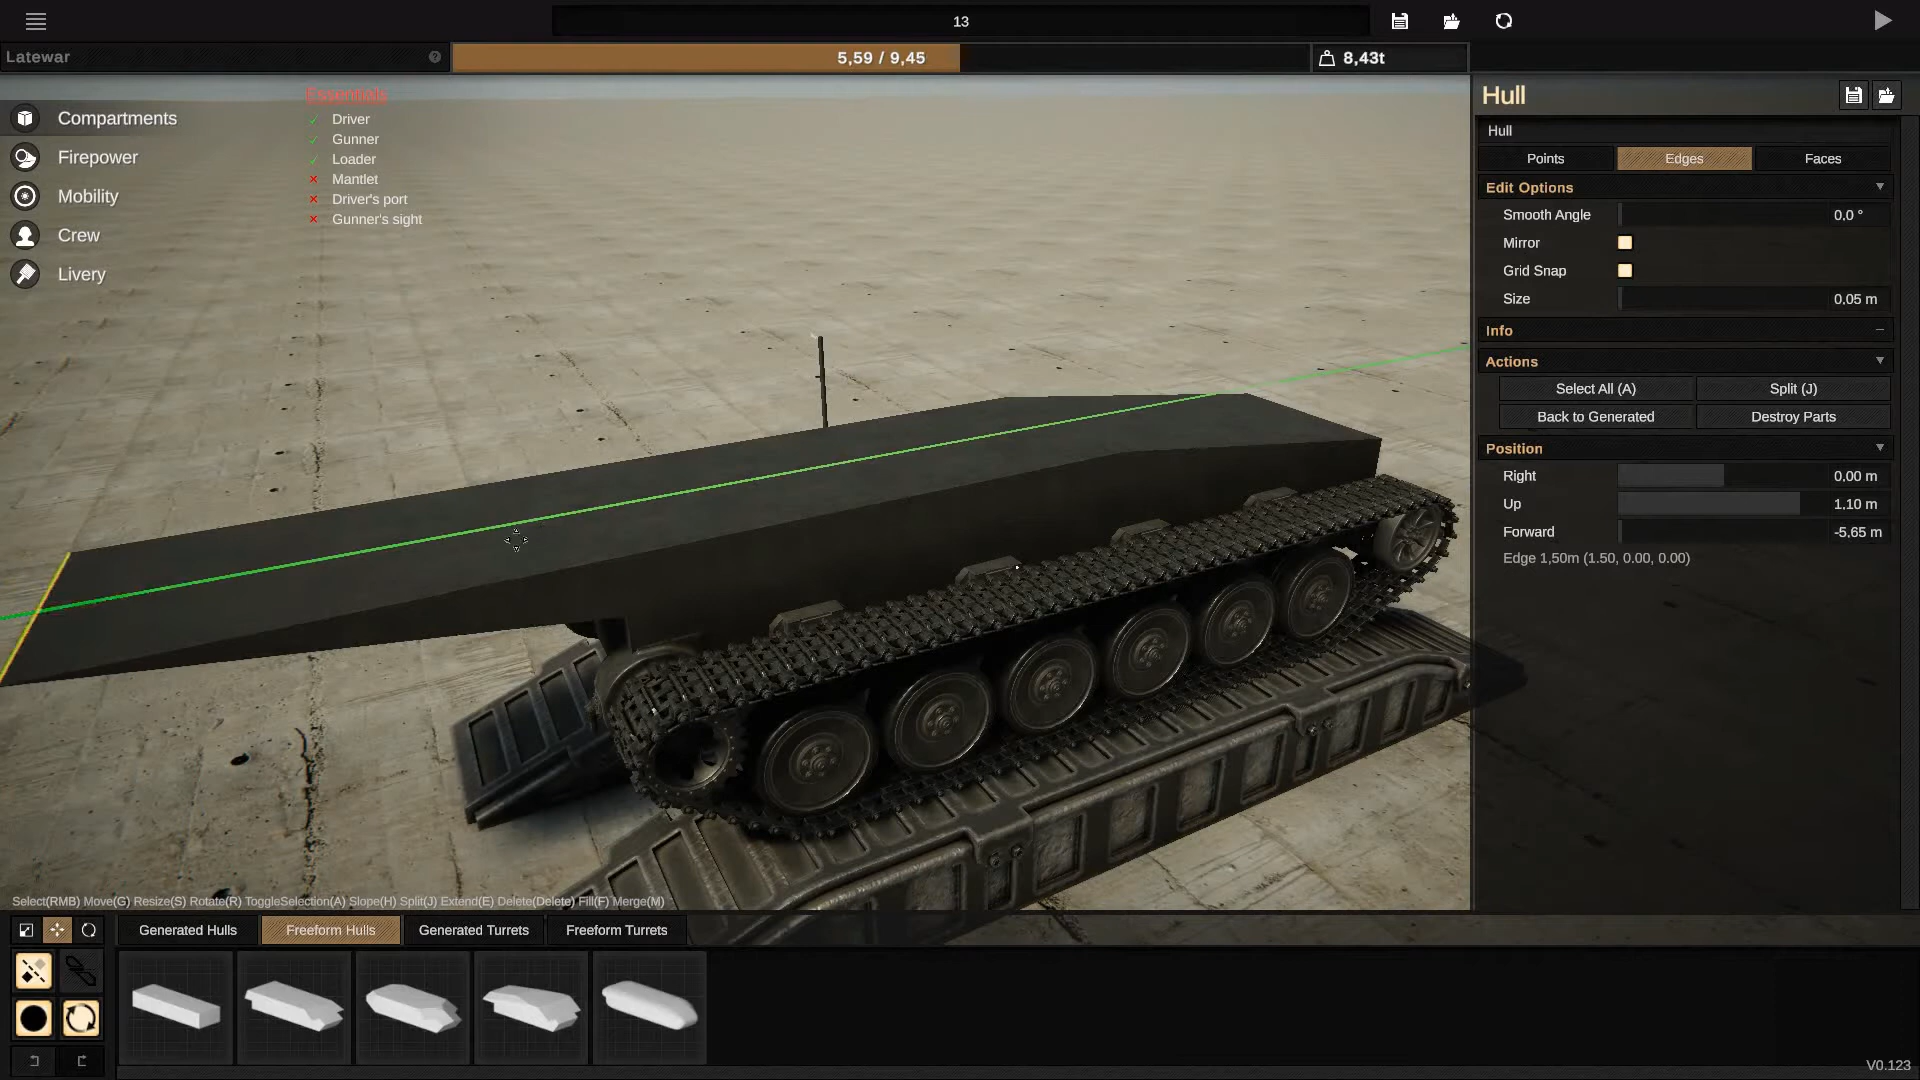 13
Latewar
5,59 / 9,45
8,43t
Compartments
Firepower
Mobility
Crew
Livery
Essentials
Driver
Gunner
Loader
Mantlet
Driver's port
Gunner's sight
Hull
Hull
Points Edges Faces
Edit Options
Smooth Angle 0.0 °
Mirror
Grid Snap
Size 0.05 m
Info
Actions
Select All (A) Split (J)
Back to Generated Destroy Parts
Position
Right 0.00 m
Up 1,10 m
Forward -5,65 m
Edge 1,50m (1.50, 0.00, 0.00)
Select(RMB) Move(G) Resize(S) Rotate(R) ToggleSelection(A) Slope(H) Split(J) Extend(E) Delete(Delete) Fill(F) Merge(M)
Generated Hulls Freeform Hulls Generated Turrets Freeform Turrets
V0.123